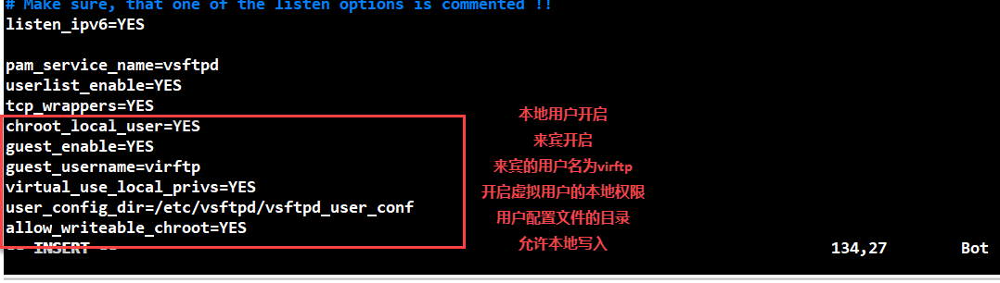 # Make sure, that one of the listen options is commented !!
listen_ipv6=YES
pam_service_name=vsftpd
userlist_enable=YES
tcp_wrappers=YES
chroot_local_user=YES
本地用户开启
guest_enable=YES
来宾开启
guest_username=virftp
来宾的用户名为virftp
virtual_use_local_privs=YES
开启虚拟用户的本地权限
user_config_dir=/etc/vsftpd/vsftpd_user_conf
用户配置文件的目录
allow_writeable_chroot=YES
允许本地写入
-- INSERT --
134,27
Bot